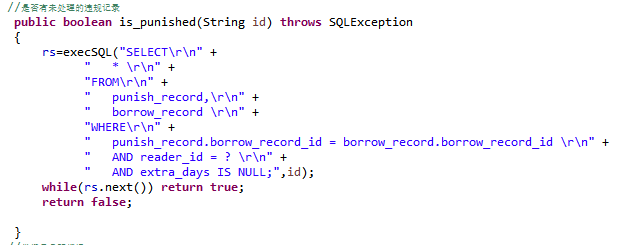 //是否有未处理的违规记录
public boolean is_punished(String id) throws SQLException
{
    rs=execSQL("SELECT\r\n" +
            "   * \r\n" +
            "FROM\r\n" +
            "   punish_record,\r\n" +
            "   borrow_record \r\n" +
            "WHERE\r\n" +
            "   punish_record.borrow_record_id = borrow_record.borrow_record_id \r\n" +
            "   AND reader_id = ? \r\n" +
            "   AND extra_days IS NULL;",id);
    while(rs.next()) return true;
    return false;
}